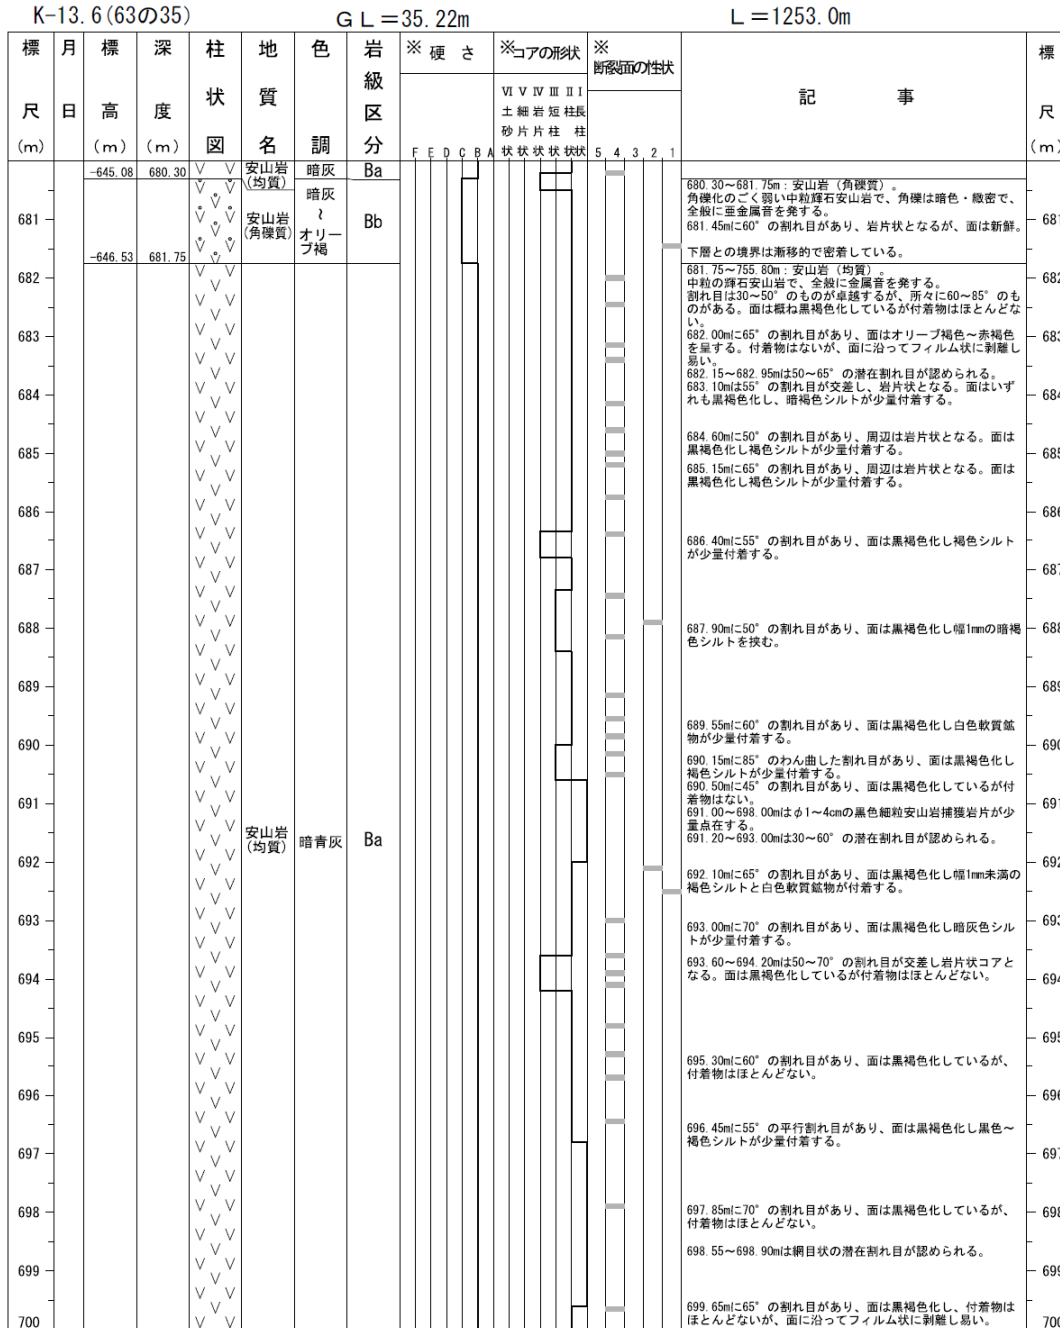 K-13.6(63の35)
ＧＬ＝35.22m
Ｌ＝1253.0m
標尺(m)
月日
標高(m)
深度(m)
柱状図
地質名
色調
岩級区分
※ 硬 さ
F E D C B A
※コアの形状
Ⅵ土砂状
Ⅴ細片状
Ⅳ岩片状
Ⅲ短柱状
Ⅱ柱状
Ⅰ長柱状
※
断裂面の性状
5 4 3 2 1
記 事
標尺(m)
-645.08 680.30 安山岩(均質) 暗灰 Ba
-646.53 681.75 安山岩(角礫質) 暗灰～オリーブ褐 Bb
安山岩(均質) 暗青灰 Ba
681
682
683
684
685
686
687
688
689
690
691
692
693
694
695
696
697
698
699
700
680.30～681.75m：安山岩（角礫質）。
角礫化のごく弱い中粒輝石安山岩で、角礫は暗色・緻密で、
全般に亜金属音を発する。
681.45mに60°の割れ目があり、岩片状となるが、面は新鮮。
下層との境界は漸移的で密着している。
681.75～755.80m：安山岩（均質）。
中粒の輝石安山岩で、全般に金属音を発する。
割れ目は30～50°のものが卓越するが、所々に60～85°のも
のがある。面は概ね黒褐色化しているが付着物はほとんどな
い。
682.00mに65°の割れ目があり、面はオリーブ褐色～赤褐色
を呈する。付着物はないが、面に沿ってフィルム状に剥離し
易い。
682.15～682.95mは50～65°の潜在割れ目が認められる。
683.10mは55°の割れ目が交差し、岩片状となる。面はいず
れも黒褐色化し、暗褐色シルトが少量付着する。
684.60mに50°の割れ目があり、周辺は岩片状となる。面は
黒褐色化し褐色シルトが少量付着する。
685.15mに65°の割れ目があり、周辺は岩片状となる。面は
黒褐色化し褐色シルトが少量付着する。
686.40mに55°の割れ目があり、面は黒褐色化し褐色シルト
が少量付着する。
687.90mに50°の割れ目があり、面は黒褐色化し幅1mmの暗褐
色シルトを挟む。
689.55mに60°の割れ目があり、面は黒褐色化し白色軟質鉱
物が少量付着する。
690.15mに85°のわん曲した割れ目があり、面は黒褐色化し
褐色シルトが少量付着する。
690.50mに45°の割れ目があり、面は黒褐色化しているが付
着物はない。
691.00～698.00mはφ1～4cmの黒色細粒安山岩捕獲岩片が少
量点在する。
691.20～693.00mは30～60°の潜在割れ目が認められる。
692.10mに65°の割れ目があり、面は黒褐色化し幅1mm未満の
褐色シルトと白色軟質鉱物が付着する。
693.00mに70°の割れ目があり、面は黒褐色化し暗灰色シル
トが少量付着する。
693.60～694.20mは50～70°の割れ目が交差し岩片状コアと
なる。面は黒褐色化しているが付着物はほとんどない。
695.30mに60°の割れ目があり、面は黒褐色化しているが、
付着物はほとんどない。
696.45mに55°の平行割れ目があり、面は黒褐色化し黒色～
褐色シルトが少量付着する。
697.85mに70°の割れ目があり、面は黒褐色化しているが、
付着物はほとんどない。
698.55～698.90mは網目状の潜在割れ目が認められる。
699.65mに65°の割れ目があり、面は黒褐色化し、付着物は
ほとんどないが、面に沿ってフィルム状に剥離し易い。
681
682
683
684
685
686
687
688
689
690
691
692
693
694
695
696
697
698
699
700